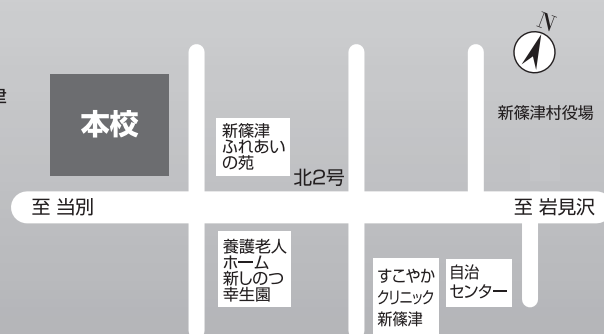 N
津
本校
新篠津村役場
新篠津
ふれあい
の苑
北2号
至 当別
至 岩見沢
養護老人
ホーム
新しのつ
幸生園
すこやか
クリニック
新篠津
自治
センター